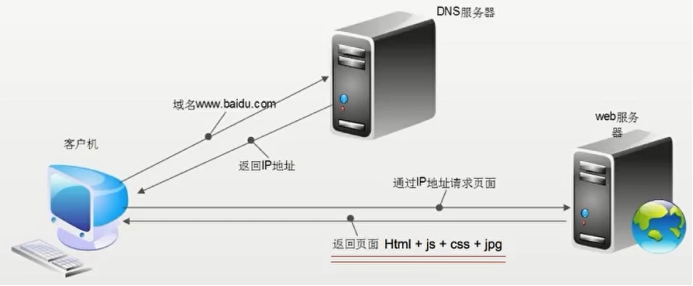 DNS服务器
域名www.baidu.com
web服务
器
客户机
返回IP地址
通过IP地址请求页面
返回页面 Html + js + css + jpg